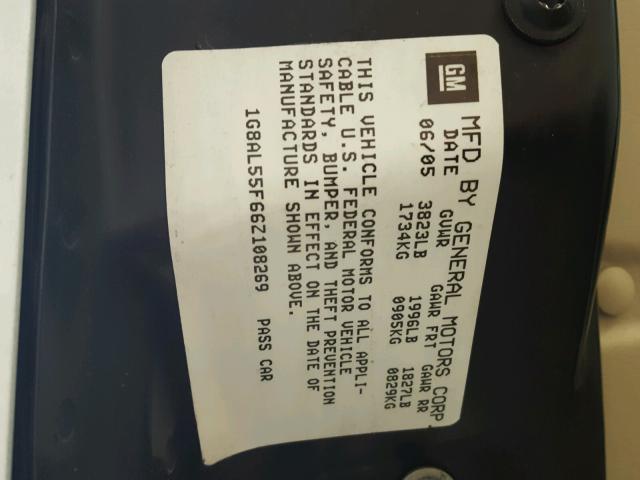 GM
MFD BY GENERAL MOTORS CORP
DATE GVWR GAWR FRT GAWR RR
06/05 3823LB 1996LB 1827LB
1734KG 0905KG 0829KG
THIS VEHICLE CONFORMS TO ALL APPLI-
CABLE U.S. FEDERAL MOTOR VEHICLE
SAFETY, BUMPER, AND THEFT PREVENTION
STANDARDS IN EFFECT ON THE DATE OF
MANUFACTURE SHOWN ABOVE.
1G8AL55F66Z108269 PASS CAR